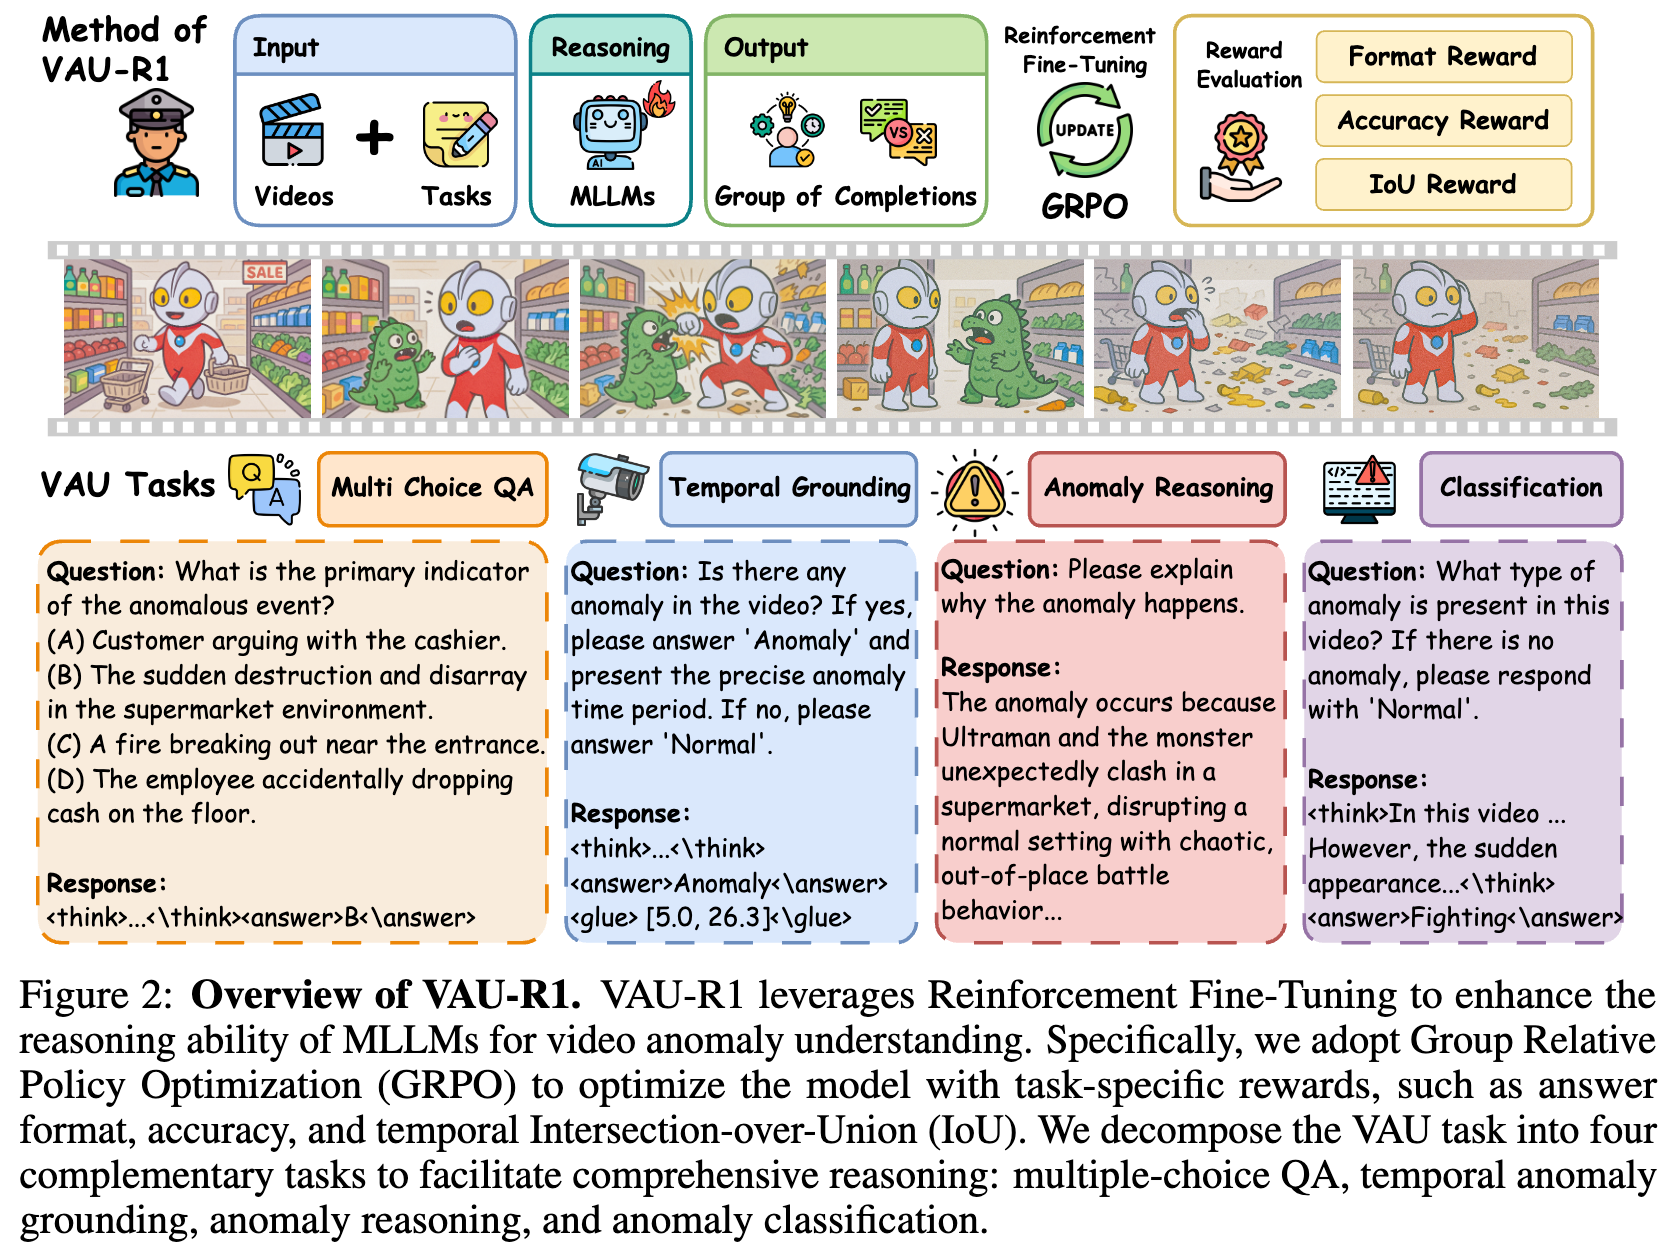 Method of
VAU-R1
Input
Videos
Tasks
Reasoning
AI
MLLMs
Output
VS
Group of Completions
Reinforcement
Fine-Tuning
UPDATE
GRPO
Reward
Evaluation
Format Reward
Accuracy Reward
IoU Reward
SALE
VAU Tasks
Q
A
Multi Choice QA
Temporal Grounding
</>
Anomaly Reasoning
Classification
Question: What is the primary indicator
of the anomalous event?
(A) Customer arguing with the cashier.
(B) The sudden destruction and disarray
in the supermarket environment.
(C) A fire breaking out near the entrance.
(D) The employee accidentally dropping
cash on the floor.
Response:
<think>...<\think><answer>B<\answer>
Question: Is there any
anomaly in the video? If yes,
please answer 'Anomaly' and
present the precise anomaly
time period. If no, please
answer 'Normal'.
Response:
<think>...<\think>
<answer>Anomaly<\answer>
<glue> [5.0, 26.3]<\glue>
Question: Please explain
why the anomaly happens.
Response:
The anomaly occurs because
Ultraman and the monster
unexpectedly clash in a
supermarket, disrupting a
normal setting with chaotic,
out-of-place battle
behavior...
Question: What type of
anomaly is present in this
video? If there is no
anomaly, please respond
with 'Normal'.
Response:
<think>In this video ...
However, the sudden
appearance...<\think>
<answer>Fighting<\answer>
Figure 2: Overview of VAU-R1. VAU-R1 leverages Reinforcement Fine-Tuning to enhance the
reasoning ability of MLLMs for video anomaly understanding. Specifically, we adopt Group Relative
Policy Optimization (GRPO) to optimize the model with task-specific rewards, such as answer
format, accuracy, and temporal Intersection-over-Union (IoU). We decompose the VAU task into four
complementary tasks to facilitate comprehensive reasoning: multiple-choice QA, temporal anomaly
grounding, anomaly reasoning, and anomaly classification.